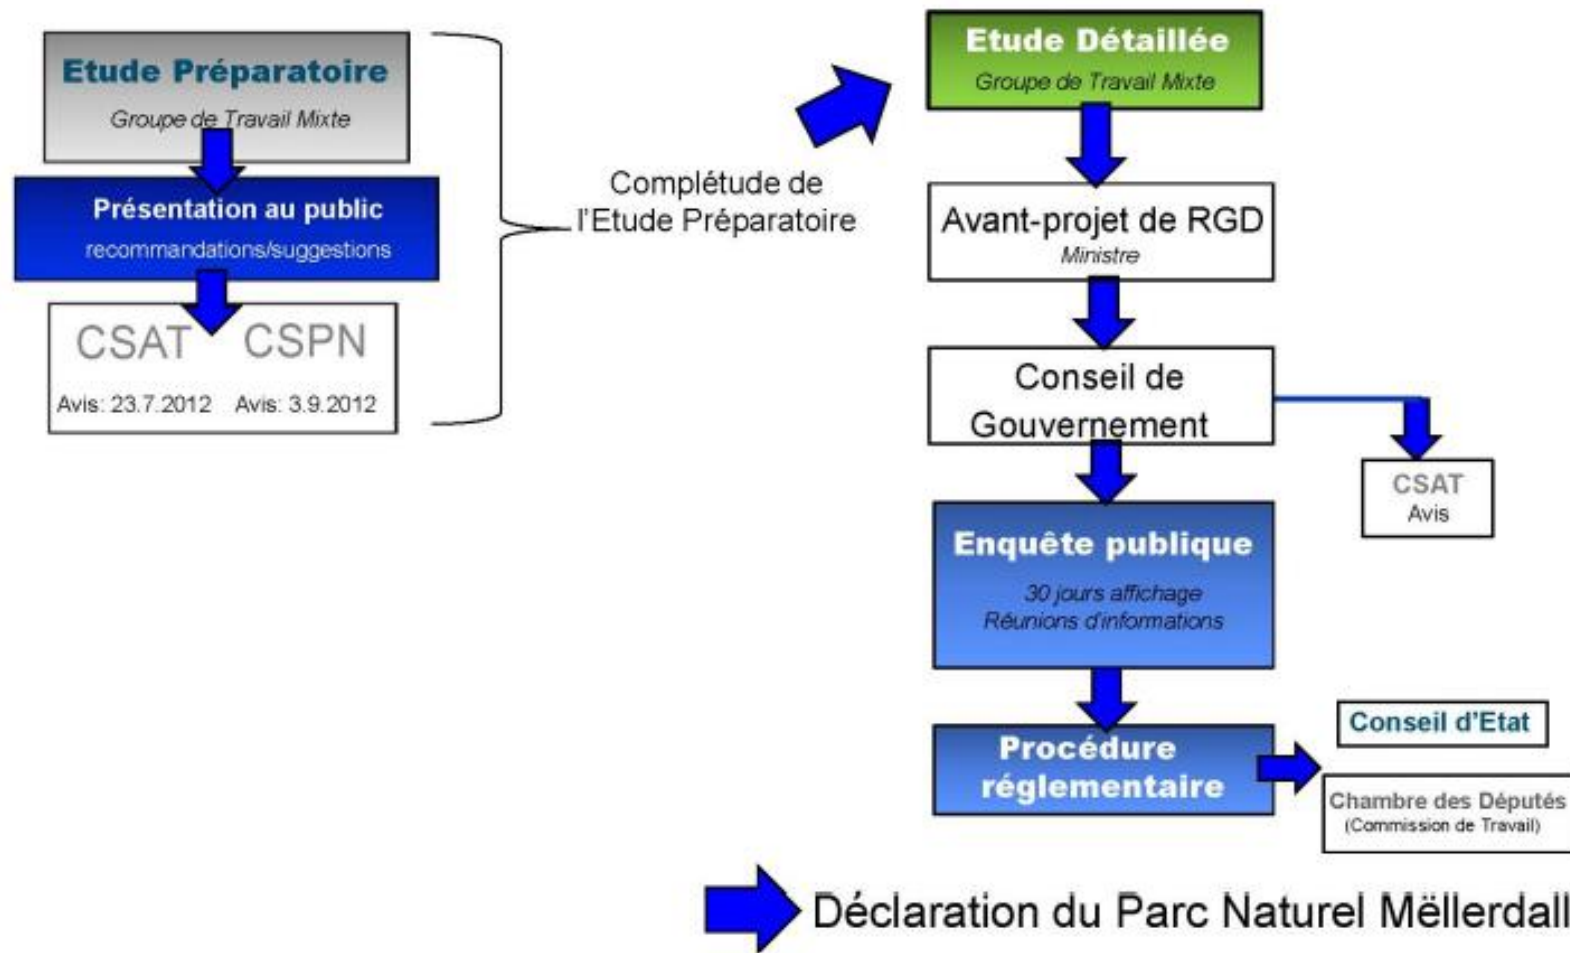 Etude Préparatoire
Groupe de Travail Mixte
Présentation au public
recommandations/suggestions
CSAT CSPN
Avis: 23.7.2012 Avis: 3.9.2012
Complétude de
l'Etude Préparatoire
Etude Détaillée
Groupe de Travail Mixte
Avant-projet de RGD
Ministre
Conseil de
Gouvernement
CSAT
Avis
Enquête publique
30 jours affichage
Réunions d'informations
Procédure
réglementaire
Conseil d'Etat
Chambre des Députés
(Commission de Travail)
Déclaration du Parc Naturel Mëllerdall